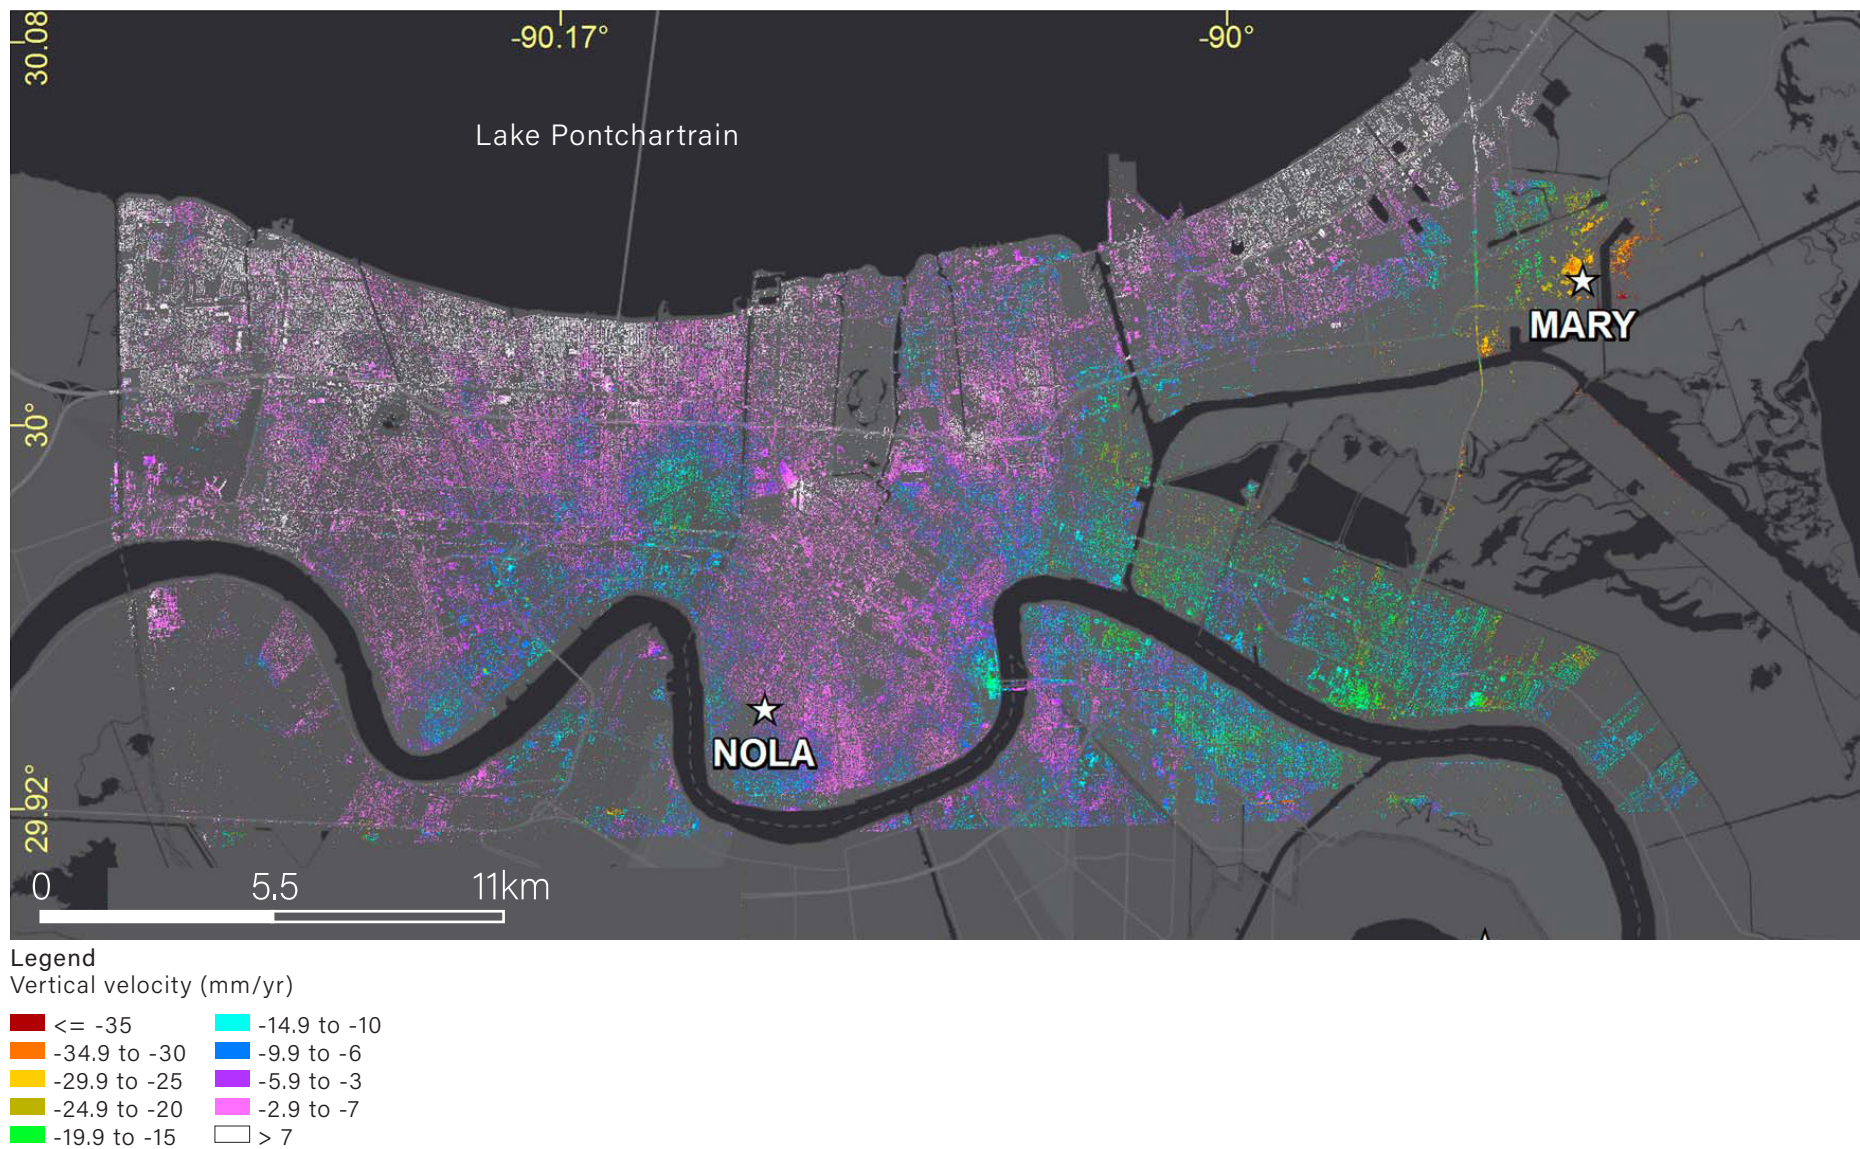 -90.17°
-90°
30.08
Lake Pontchartrain
MARY
30°
NOLA
29.92°
0
5.5
11km
Legend
Vertical velocity (mm/yr)
<= -35
-34.9 to -30
-29.9 to -25
-24.9 to -20
-19.9 to -15
-14.9 to -10
-9.9 to -6
-5.9 to -3
-2.9 to -7
> 7